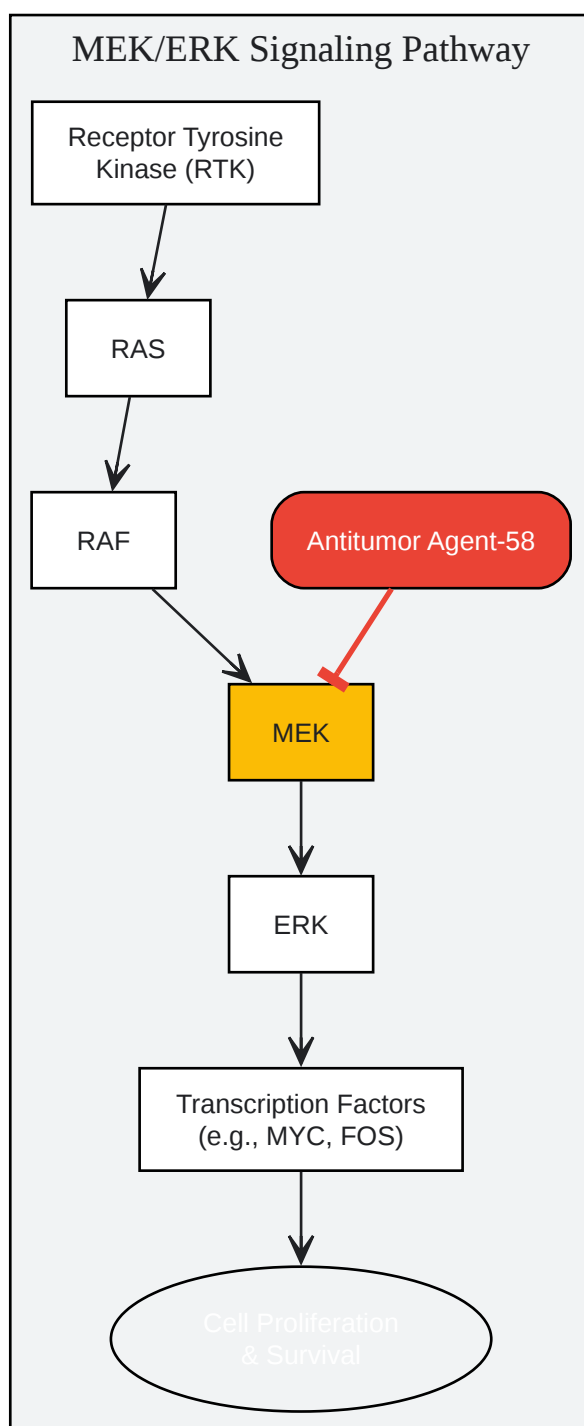 MEK/ERK Signaling Pathway
Receptor Tyrosine
Kinase (RTK)
RAS
RAF
Antitumor Agent-58
MEK
ERK
Transcription Factors
(e.g., MYC, FOS)
Cell Proliferation
& Survival